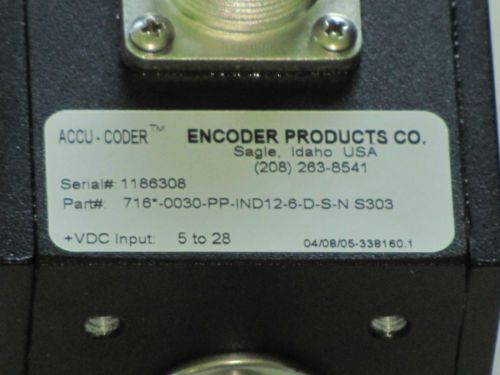 ACCU-CODER™ ENCODER PRODUCTS CO.
Sagle, Idaho USA
(208) 263-8541
Serial#: 1186308
Part#: 716*-0030-PP-IND12-6-D-S-N S303
+VDC Input: 5 to 28 04/08/05-338160.1